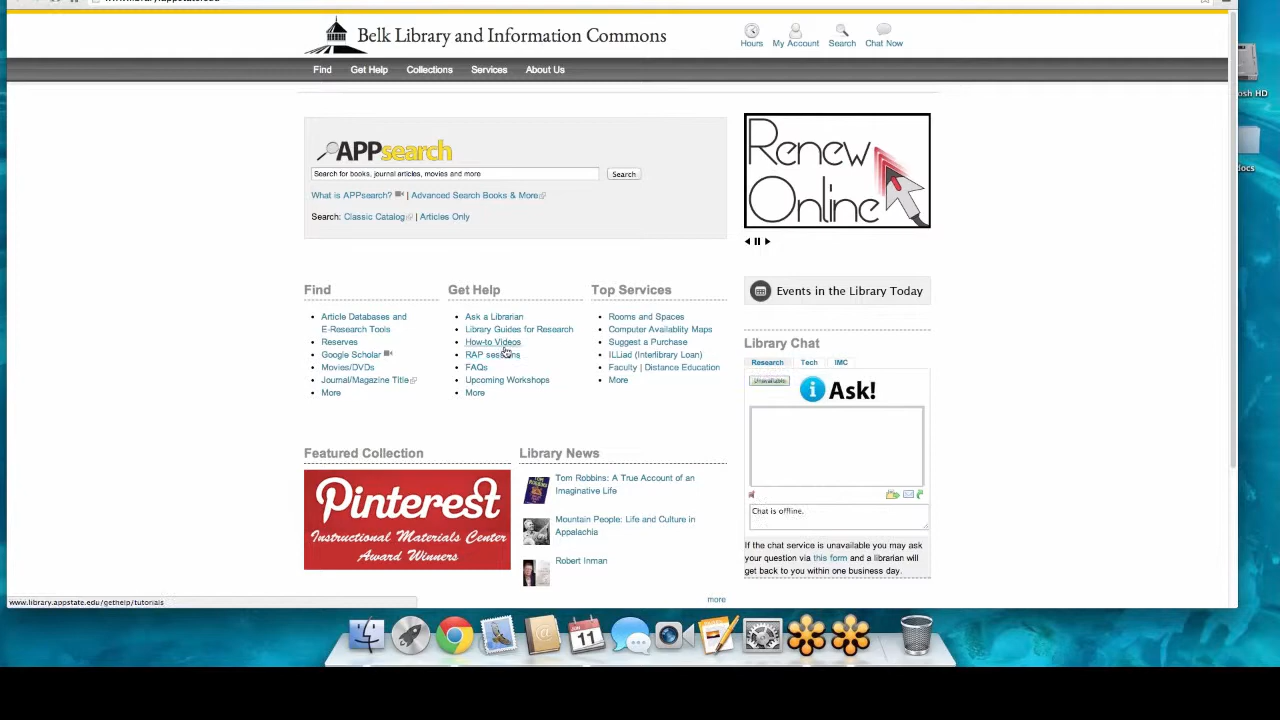 Belk Library and Information Commons
Hours My Account Search Chat Now
Find Get Help Collections Services About Us
APPsearch
Search for books, journal articles, movies and more Search
What is APPsearch? | Advanced Search Books & More
Search: Classic Catalog | Articles Only
Renew
Online
Events in the Library Today
Find
Article Databases and
E-Research Tools
Reserves
Google Scholar
Movies/DVDs
Journal/Magazine Title
More
Get Help
Ask a Librarian
Library Guides for Research
How-to Videos
RAP sessions
FAQs
Upcoming Workshops
More
Top Services
Rooms and Spaces
Computer Availablity Maps
Suggest a Purchase
ILLiad (Interlibrary Loan)
Faculty | Distance Education
More
Library Chat
Research Tech IMC
Unavailable
i Ask!
Chat is offline.
If the chat service is unavailable you may ask
your question via this form and a librarian will
get back to you within one business day.
Featured Collection
Pinterest
Instructional Materials Center
Award Winners
Library News
Tom Robbins: A True Account of an
Imaginative Life
Mountain People: Life and Culture in
Appalachia
Robert Inman
more
www.library.appstate.edu/gethelp/tutorials
11